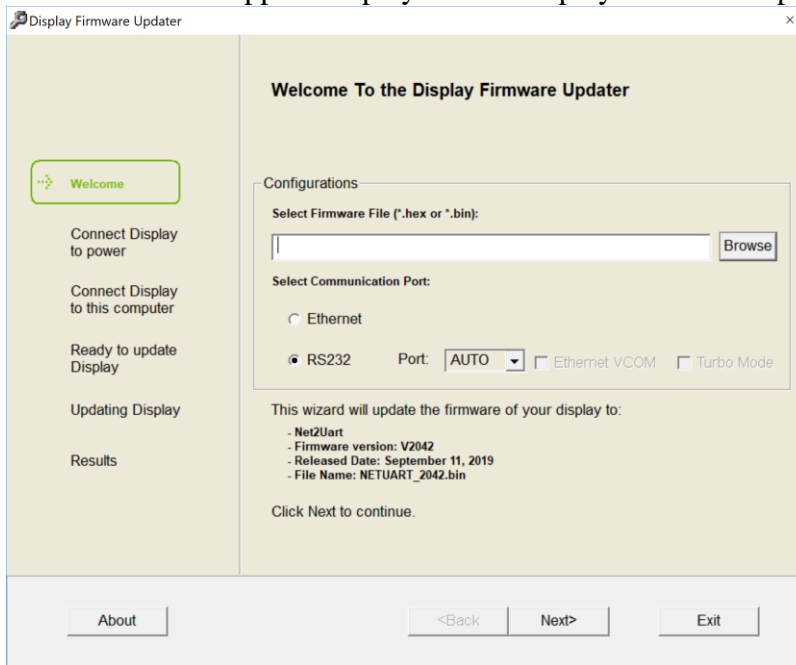 Display Firmware Updater
Welcome To the Display Firmware Updater
Welcome
Connect Display
to power
Connect Display
to this computer
Ready to update
Display
Updating Display
Results
Configurations
Select Firmware File (*.hex or *.bin):
Browse
Select Communication Port:
Ethernet
RS232 Port: AUTO Ethernet VCOM Turbo Mode
This wizard will update the firmware of your display to:
- Net2Uart
- Firmware version: V2042
- Released Date: September 11, 2019
- File Name: NETUART_2042.bin
Click Next to continue.
About <Back Next> Exit